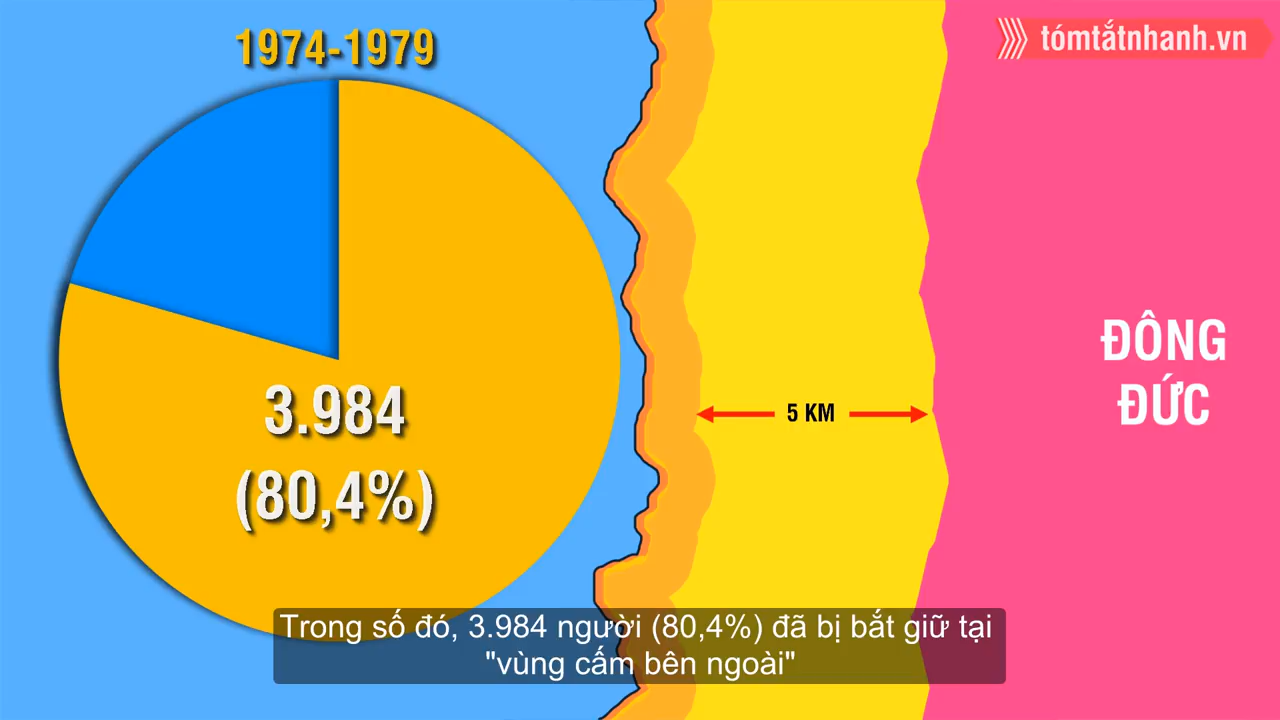 1974-1979
tómtắtnhanh.vn
3.984
(80,4%)
5 KM
ĐÔNG
ĐỨC
Trong số đó, 3.984 người (80,4%) đã bị bắt giữ tại
"vùng cấm bên ngoài"